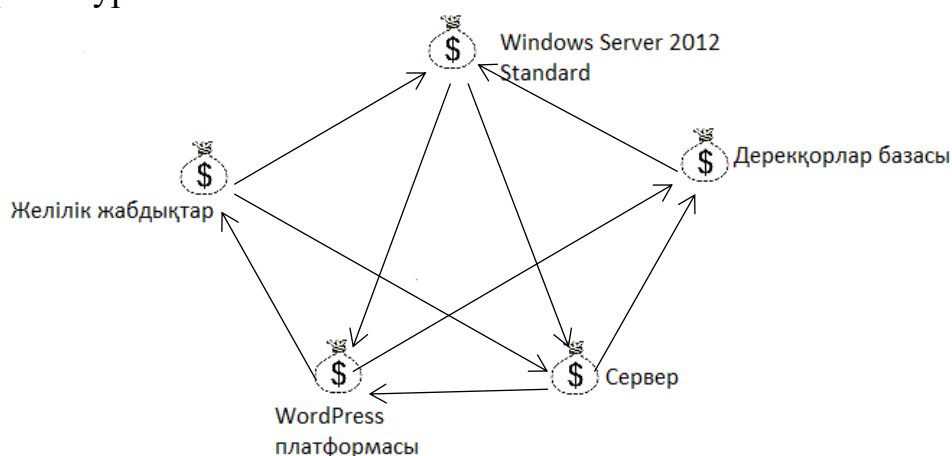 $
Windows Server 2012
Standard
$
Дерекқорлар базасы
$
Желілік жабдықтар
$
WordPress
платформасы
$
Сервер